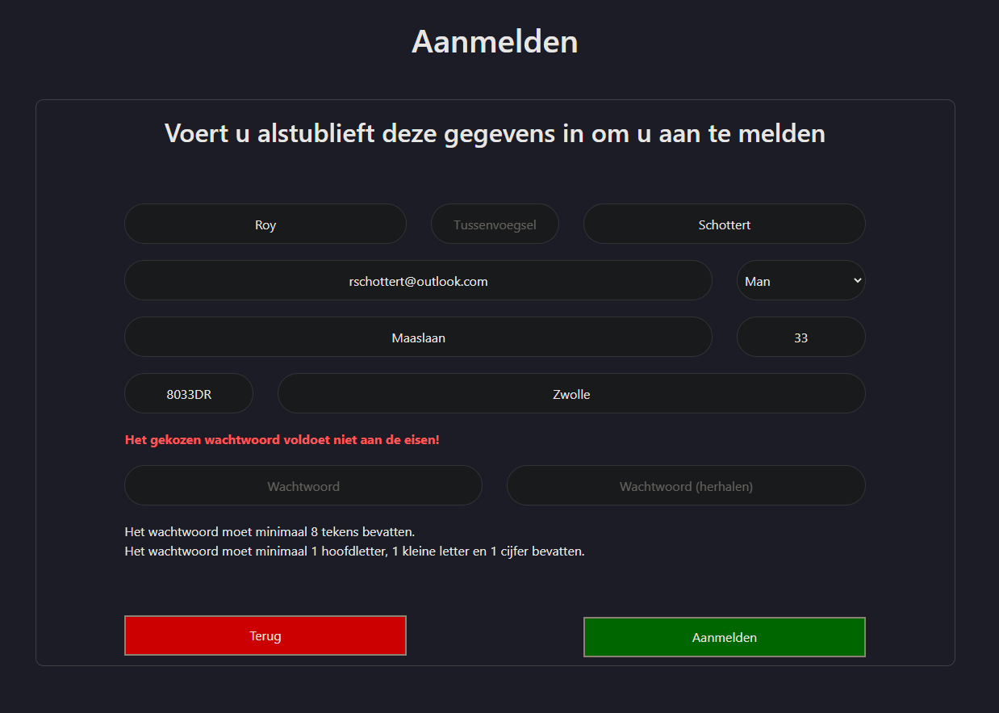 Aanmelden
Voert u alstublieft deze gegevens in om u aan te melden
Roy Tussenvoegsel Schottert
rschottert@outlook.com Man
Maaslaan 33
8033DR Zwolle
Het gekozen wachtwoord voldoet niet aan de eisen!
Wachtwoord Wachtwoord (herhalen)
Het wachtwoord moet minimaal 8 tekens bevatten.
Het wachtwoord moet minimaal 1 hoofdletter, 1 kleine letter en 1 cijfer bevatten.
Terug Aanmelden